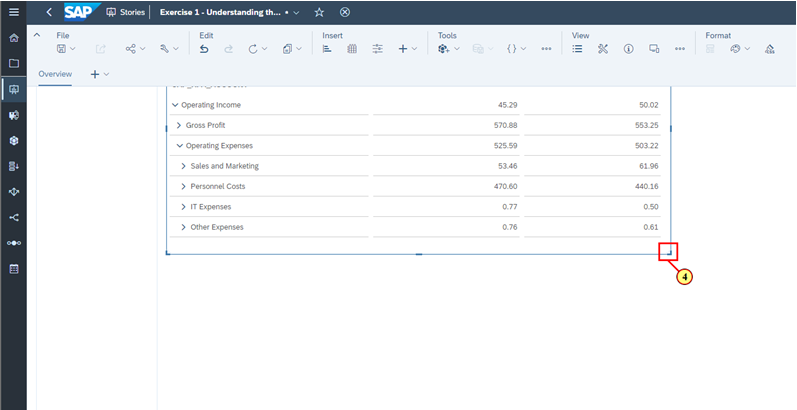 SAP Stories Exercise 1 - Understanding th... •
File Edit Insert Tools View Format
Overview
Operating Income 45.29 50.02
Gross Profit 570.88 553.25
Operating Expenses 525.59 503.22
Sales and Marketing 53.46 61.96
Personnel Costs 470.60 440.16
IT Expenses 0.77 0.50
Other Expenses 0.76 0.61
4